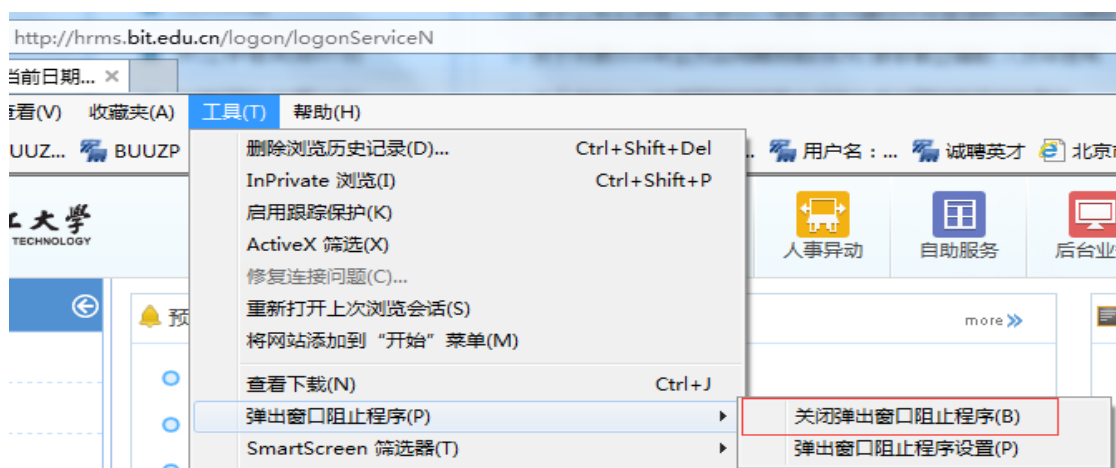 http://hrms.bit.edu.cn/logon/logonServiceN
当前日期...
查看(V) 收藏夹(A) 工具(T) 帮助(H)
BUUZ... BUUZP 用户名：... 诚聘英才 北京
删除浏览历史记录(D)... Ctrl+Shift+Del
InPrivate 浏览(I) Ctrl+Shift+P
启用跟踪保护(K)
ActiveX 筛选(X)
修复连接问题(C)...
重新打开上次浏览会话(S)
将网站添加到“开始”菜单(M)
查看下载(N) Ctrl+J
弹出窗口阻止程序(P)
SmartScreen 筛选器(T)
关闭弹出窗口阻止程序(B)
弹出窗口阻止程序设置(P)
工大學
TECHNOLOGY
人事异动 自助服务 后台业
预
more